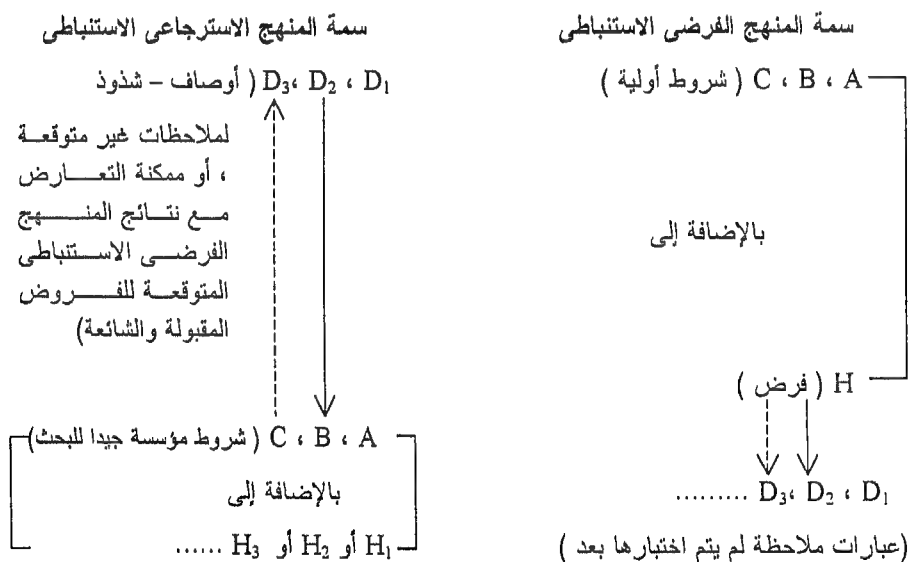 سمة المنهج الفرضى الاستنباطى
A ، B ، C ( شروط أولية )
بالإضافة إلى
H ( فرض )
D1 ، D2 ،D3 .........
(عبارات ملاحظة لم يتم اختبارها بعد )
سمة المنهج الاسترجاعى الاستنباطى
D1 ، D2 ،D3 ( أوصاف – شذوذ
لملاحظات غير متوقعة
، أو ممكنة التعارض
مع نتائج المنهج
الفرضى الاستنباطى
المتوقعة للفروض
المقبولة والشائعة)
A ، B ، C ( شروط مؤسسة جيدا للبحث)
بالإضافة إلى
H1 أو H2 أو H3 ......